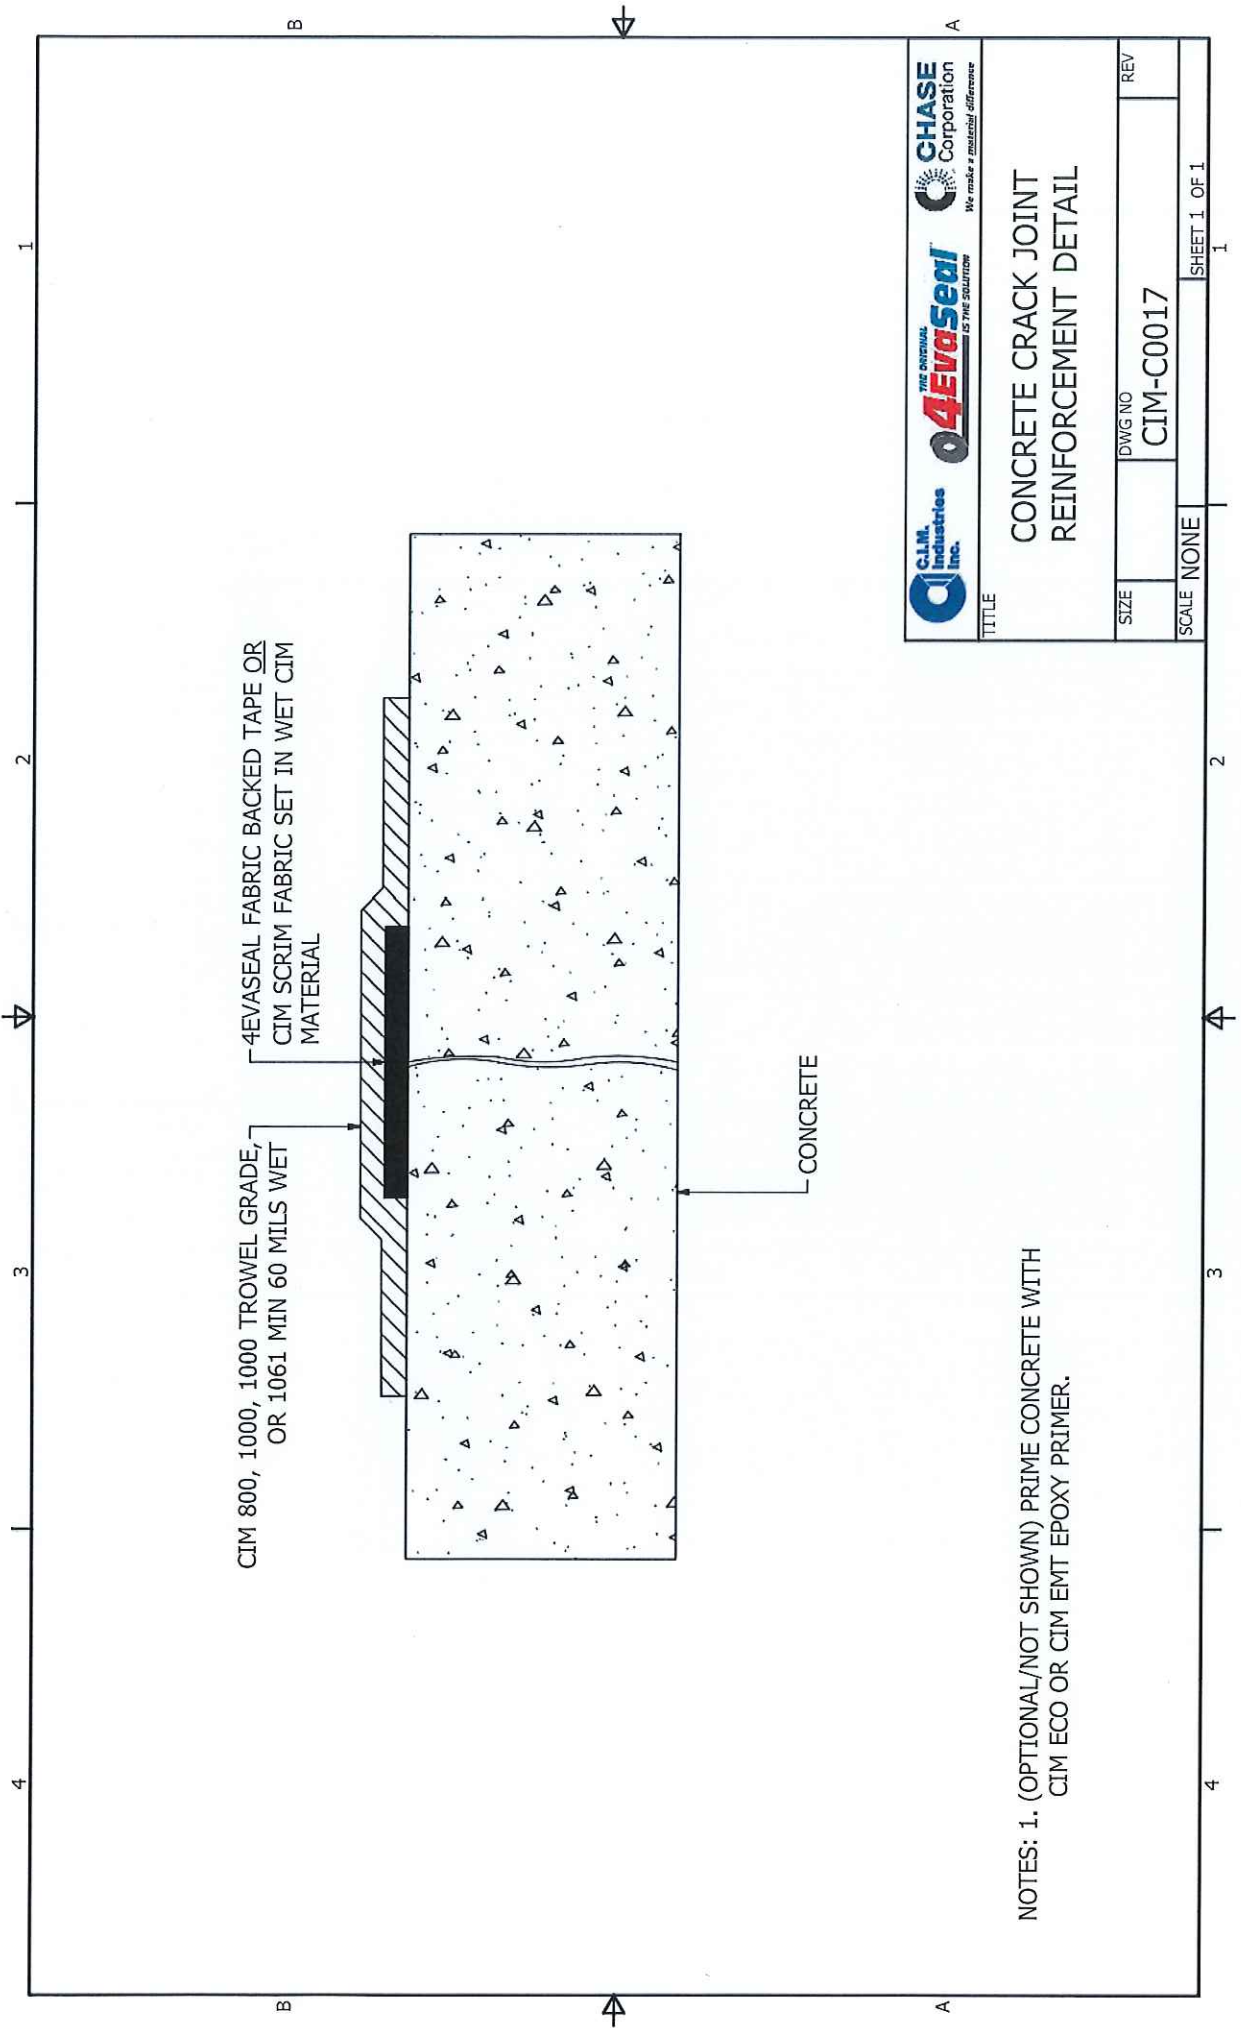 4
3
2
1
B
B
A
A
CIM 800, 1000, 1000 TROWEL GRADE,
OR 1061 MIN 60 MILS WET
4EVASEAL FABRIC BACKED TAPE OR
CIM SCRIM FABRIC SET IN WET CIM
MATERIAL
CONCRETE
NOTES: 1. (OPTIONAL/NOT SHOWN) PRIME CONCRETE WITH
CIM ECO OR CIM EMT EPOXY PRIMER.
C.I.M.
Industries
Inc.
THE ORIGINAL
4EvaSeal
IS THE SOLUTION
CHASE
Corporation
We make a material difference
TITLE
CONCRETE CRACK JOINT
REINFORCEMENT DETAIL
SIZE
DWG NO
CIM-C0017
REV
SCALE NONE
SHEET 1 OF 1
4
3
2
1